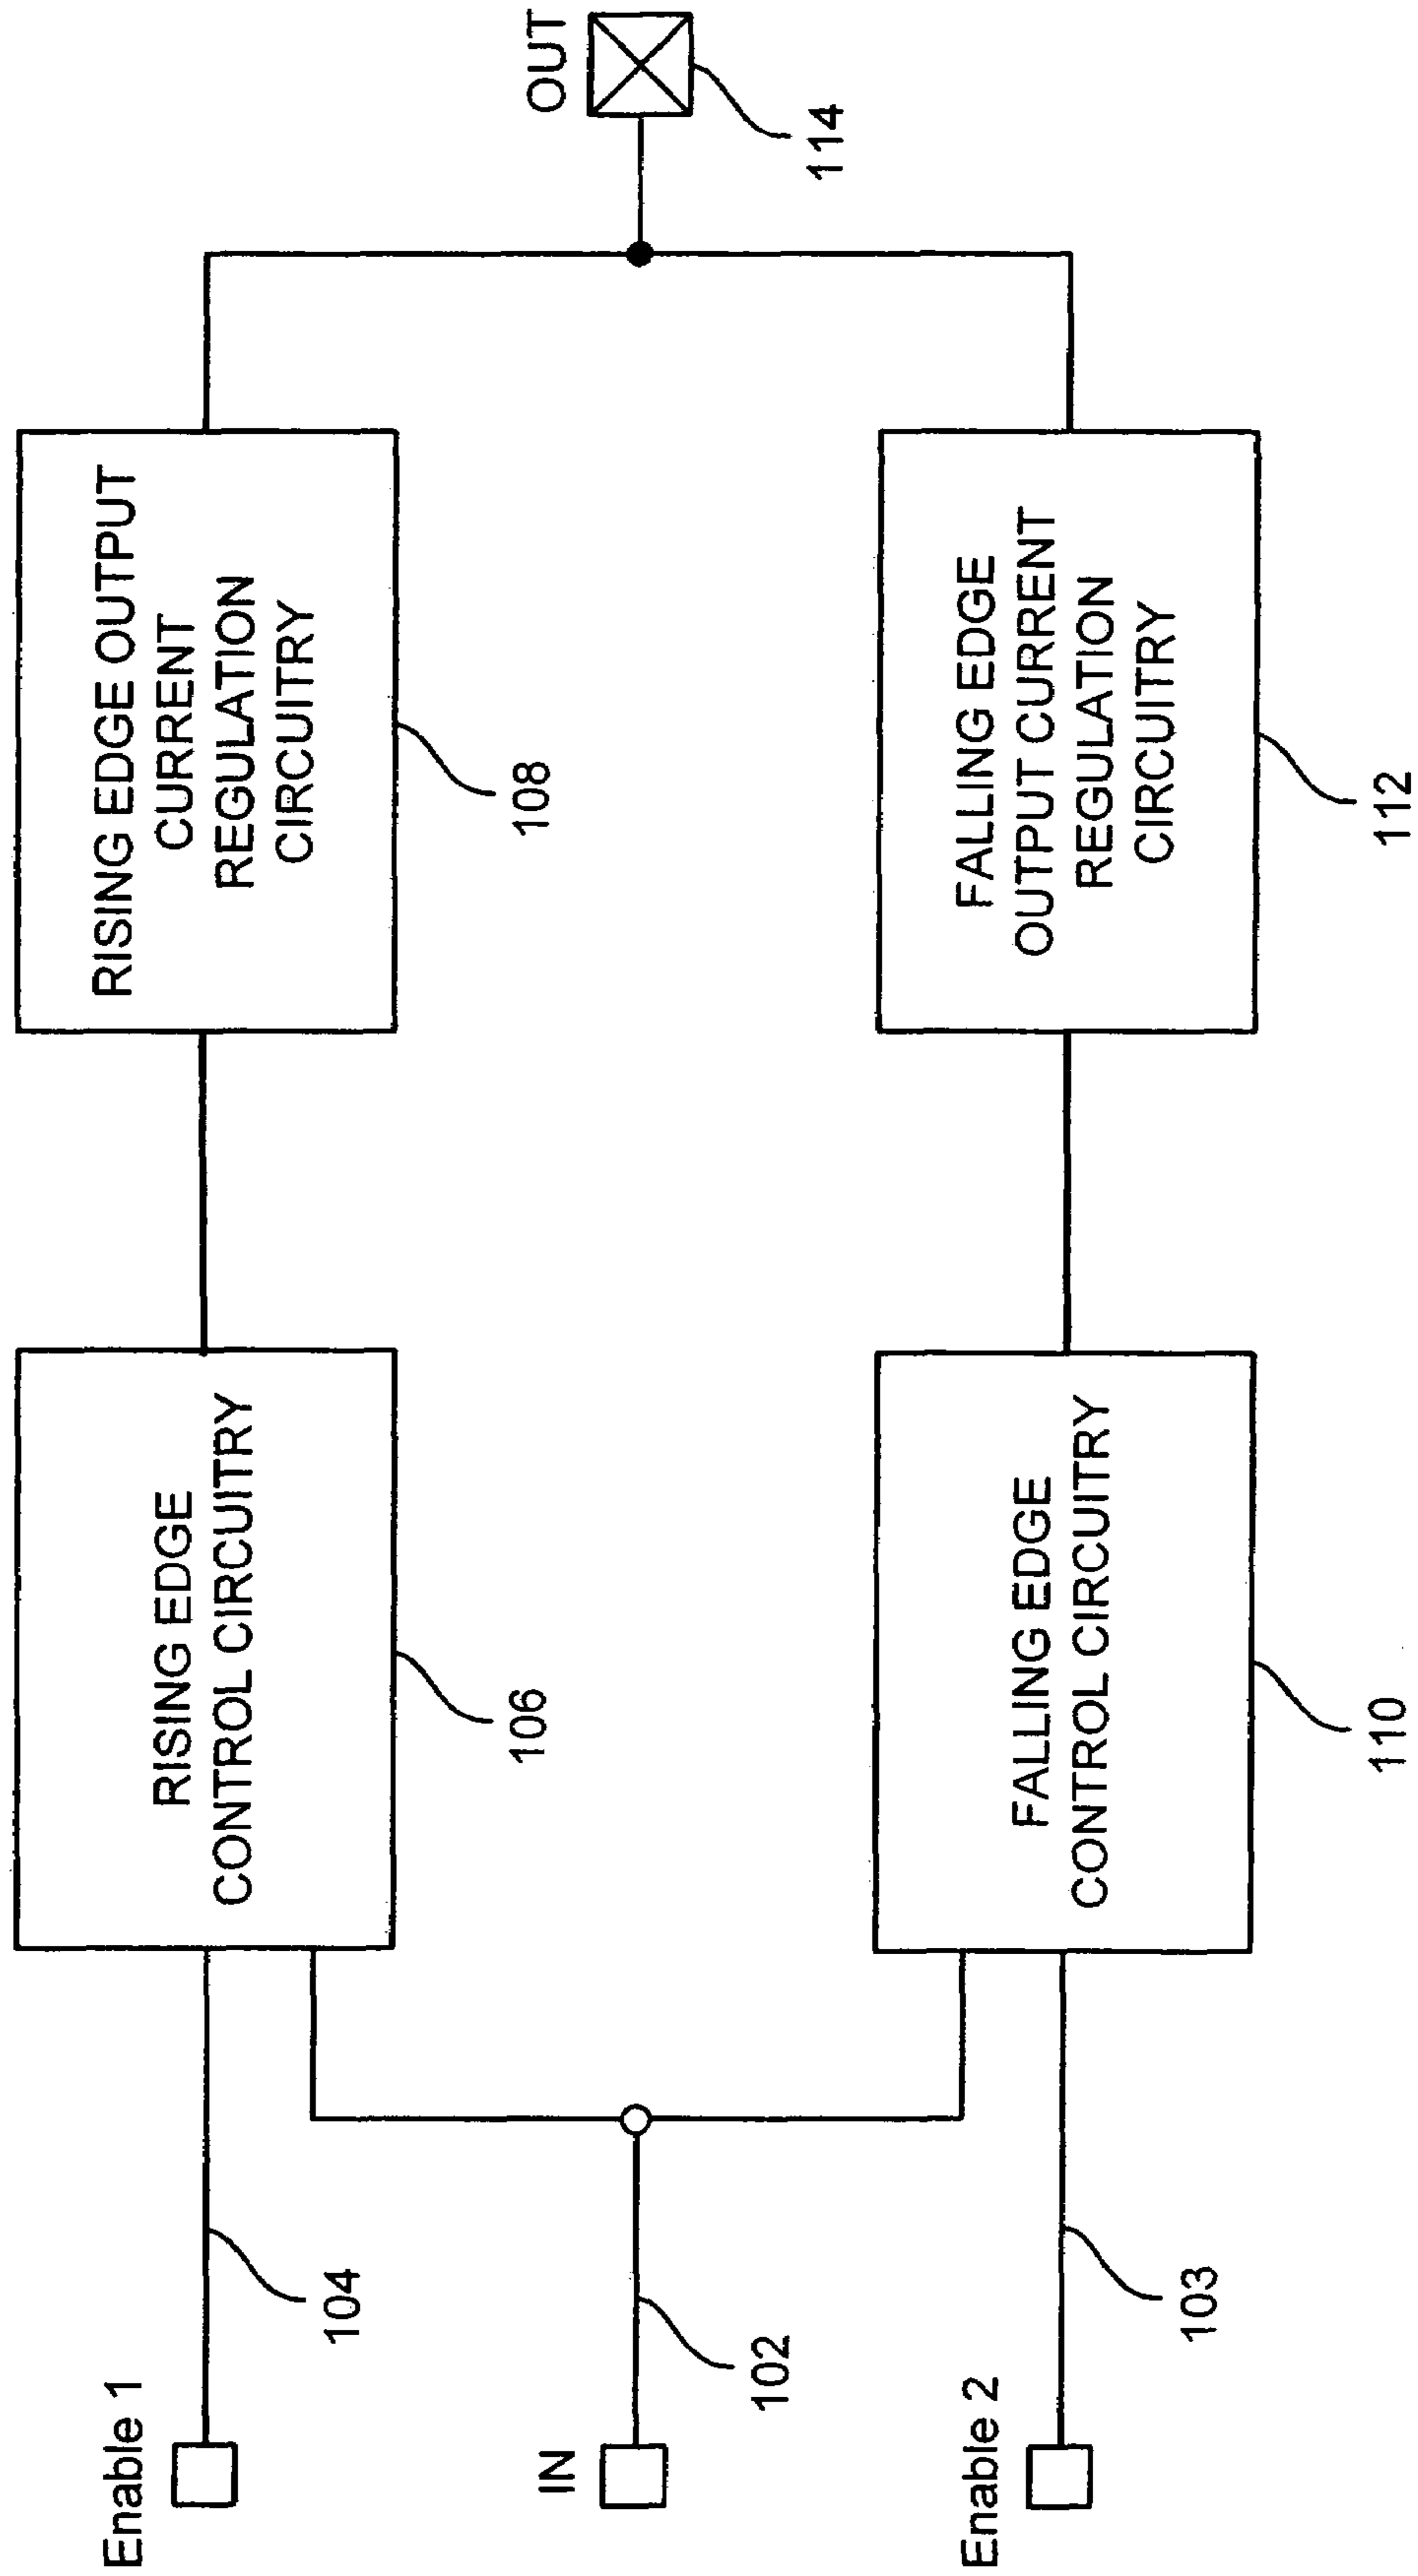 Enable 1
104
RISING EDGE
CONTROL CIRCUITRY
106
RISING EDGE OUTPUT
CURRENT
REGULATION
CIRCUITRY
108
IN
102
OUT
114
Enable 2
103
FALLING EDGE
CONTROL CIRCUITRY
110
FALLING EDGE
OUTPUT CURRENT
REGULATION
CIRCUITRY
112